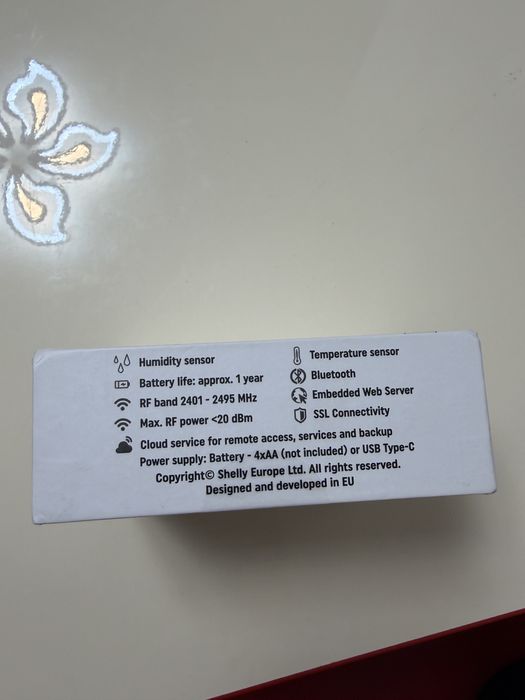 Humidity sensor
Temperature sensor
Battery life: approx. 1 year
Bluetooth
RF band 2401 - 2495 MHz
Embedded Web Server
Max. RF power <20 dBm
SSL Connectivity
Cloud service for remote access, services and backup
Power supply: Battery - 4xAA (not included) or USB Type-C
Copyright© Shelly Europe Ltd. All rights reserved.
Designed and developed in EU